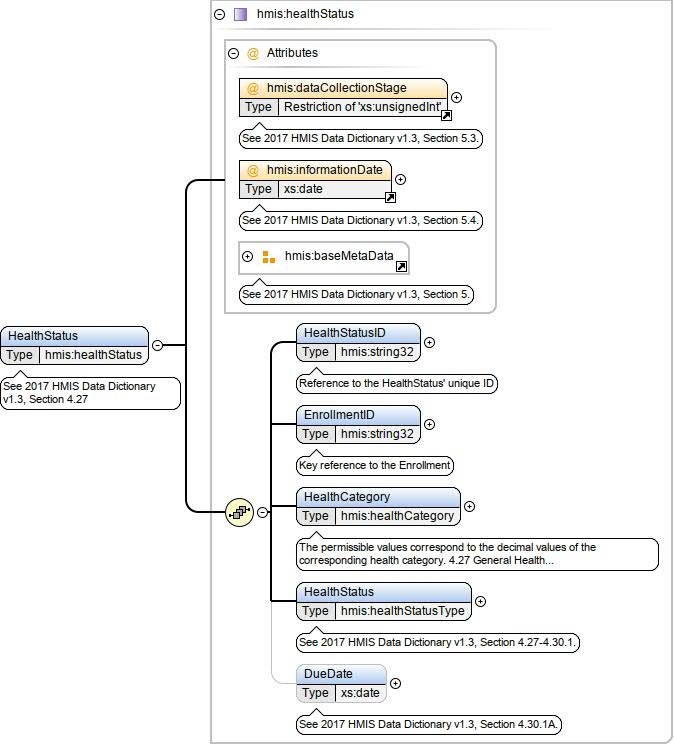 hmis:healthStatus
@ Attributes
@ hmis:dataCollectionStage
Type Restriction of 'xs:unsignedInt'
See 2017 HMIS Data Dictionary v1.3, Section 5.3.
@ hmis:informationDate
Type xs:date
See 2017 HMIS Data Dictionary v1.3, Section 5.4.
hmis:baseMetaData
See 2017 HMIS Data Dictionary v1.3, Section 5.
HealthStatus
Type hmis:healthStatus
See 2017 HMIS Data Dictionary
v1.3, Section 4.27
HealthStatusID
Type hmis:string32
Reference to the HealthStatus' unique ID
EnrollmentID
Type hmis:string32
Key reference to the Enrollment
HealthCategory
Type hmis:healthCategory
The permissible values correspond to the decimal values of the
corresponding health category. 4.27 General Health...
HealthStatus
Type hmis:healthStatusType
See 2017 HMIS Data Dictionary v1.3, Section 4.27-4.30.1.
DueDate
Type xs:date
See 2017 HMIS Data Dictionary v1.3, Section 4.30.1A.